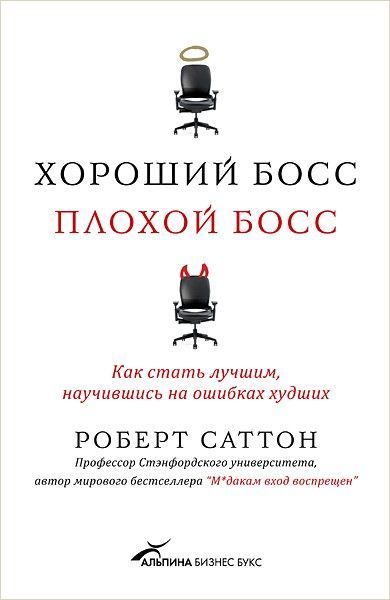 ХОРОШИЙ БОСС
ПЛОХОЙ БОСС
Как стать лучшим,
научившись на ошибках худших
РОБЕРТ САТТОН
Профессор Стэнфордского университета,
автор мирового бестселлера "М*дакам вход воспрещен"
АЛЬПИНА БИЗНЕС БУКС